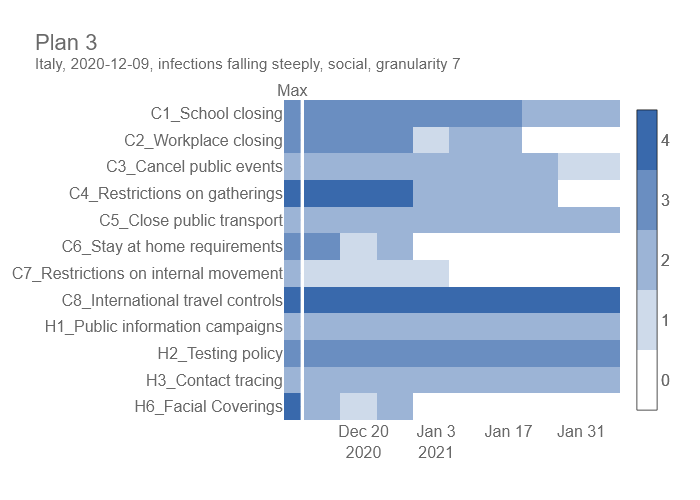 Plan 3
Italy, 2020-12-09, infections falling steeply, social, granularity 7
Max
C1_School closing
C2_Workplace closing
C3_Cancel public events
C4_Restrictions on gatherings
C5_Close public transport
C6_Stay at home requirements
C7_Restrictions on internal movement
C8_International travel controls
H1_Public information campaigns
H2_Testing policy
H3_Contact tracing
H6_Facial Coverings
4
3
2
1
0
Dec 20 Jan 3 Jan 17 Jan 31
2020 2021